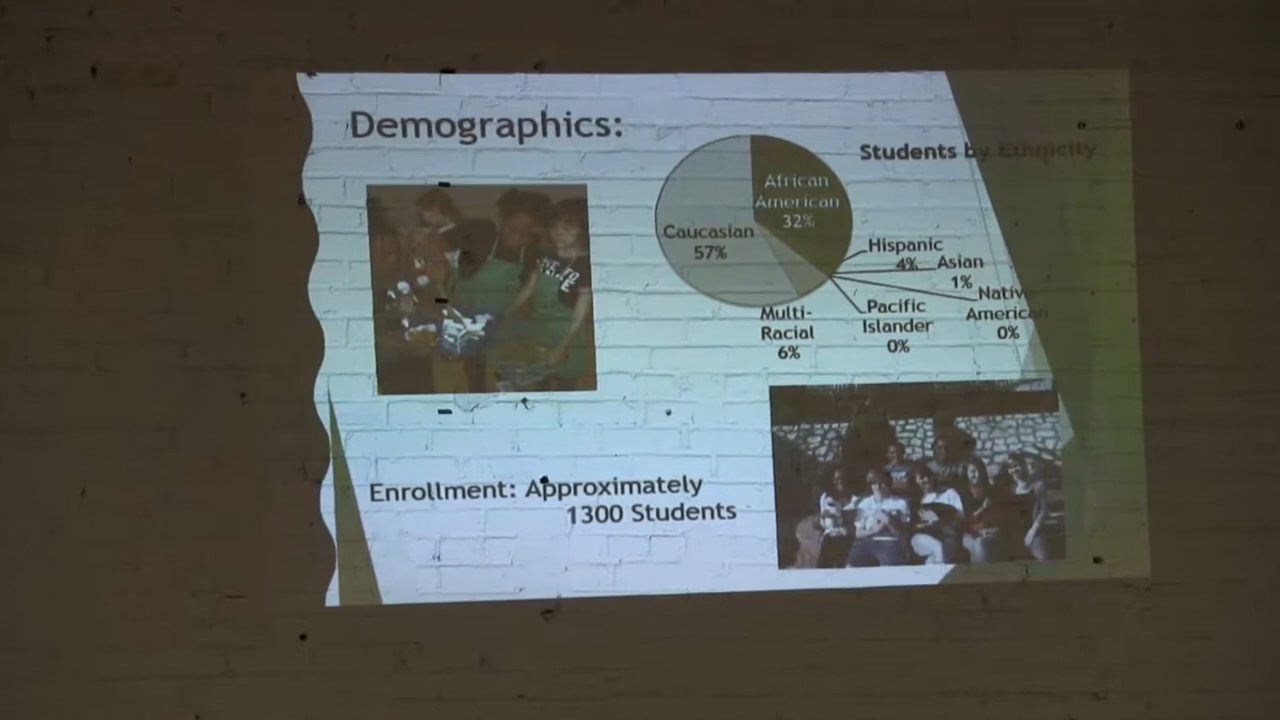 Demographics:
Students by Ethnicity
African
American
32%
Caucasian
57%
Hispanic
4%
Asian
1%
Native
American
0%
Pacific
Islander
0%
Multi-
Racial
6%
Enrollment: Approximately
1300 Students